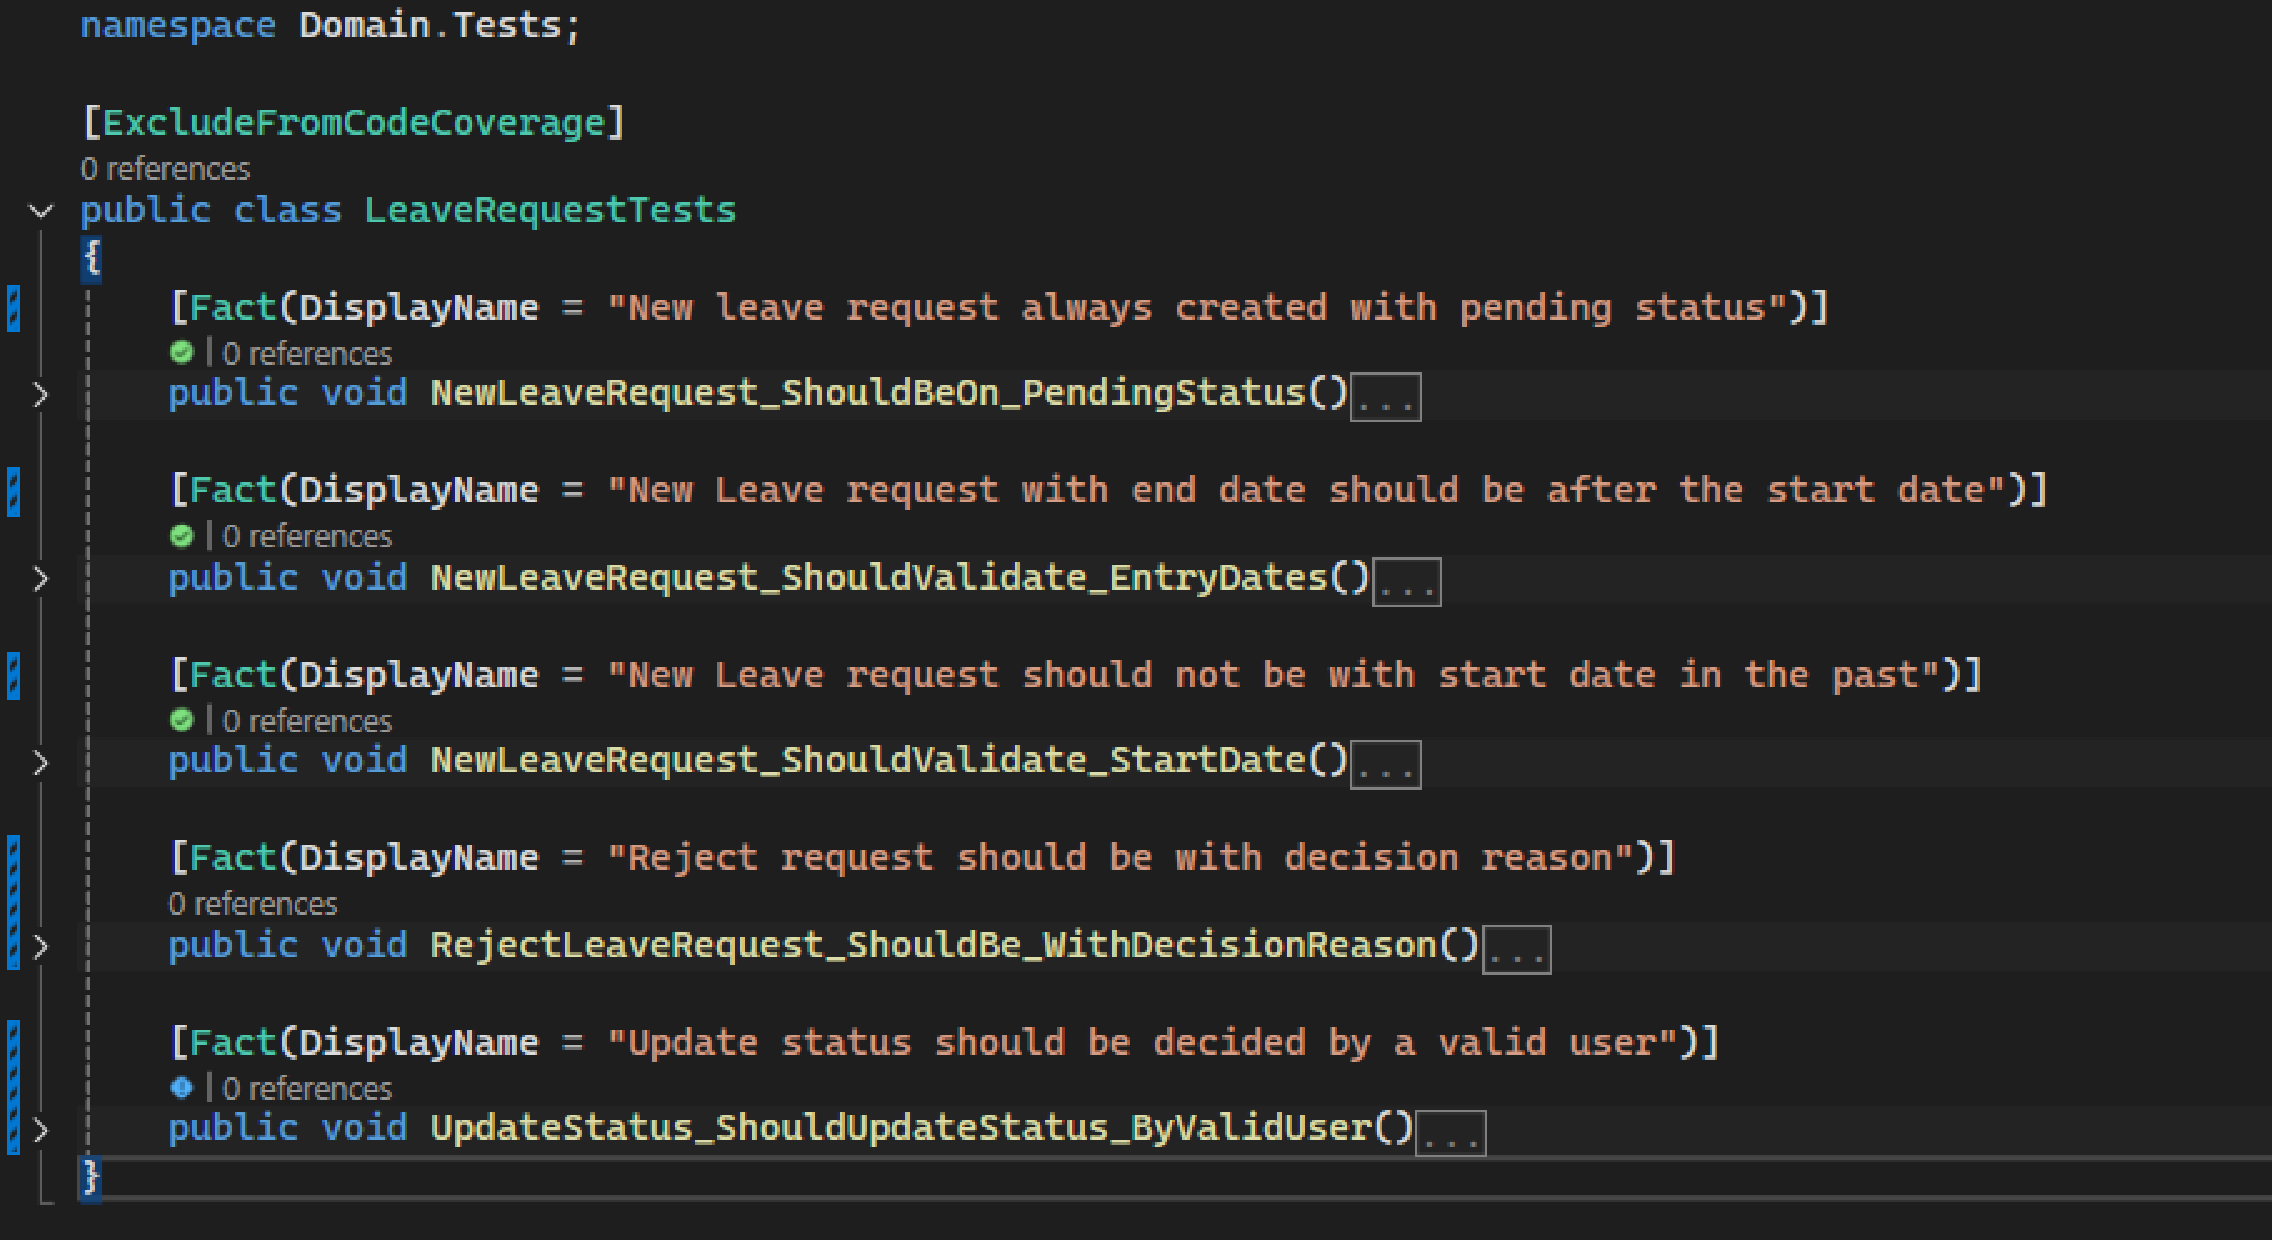 namespace Domain.Tests;
[ExcludeFromCodeCoverage]
0 references
public class LeaveRequestTests
{
[Fact(DisplayName = "New leave request always created with pending status")]
0 references
public void NewLeaveRequest_ShouldBeOn_PendingStatus()...
[Fact(DisplayName = "New Leave request with end date should be after the start date")]
0 references
public void NewLeaveRequest_ShouldValidate_EntryDates()...
[Fact(DisplayName = "New Leave request should not be with start date in the past")]
0 references
public void NewLeaveRequest_ShouldValidate_StartDate()...
[Fact(DisplayName = "Reject request should be with decision reason")]
0 references
public void RejectLeaveRequest_ShouldBe_WithDecisionReason()...
[Fact(DisplayName = "Update status should be decided by a valid user")]
0 references
public void UpdateStatus_ShouldUpdateStatus_ByValidUser()...
}